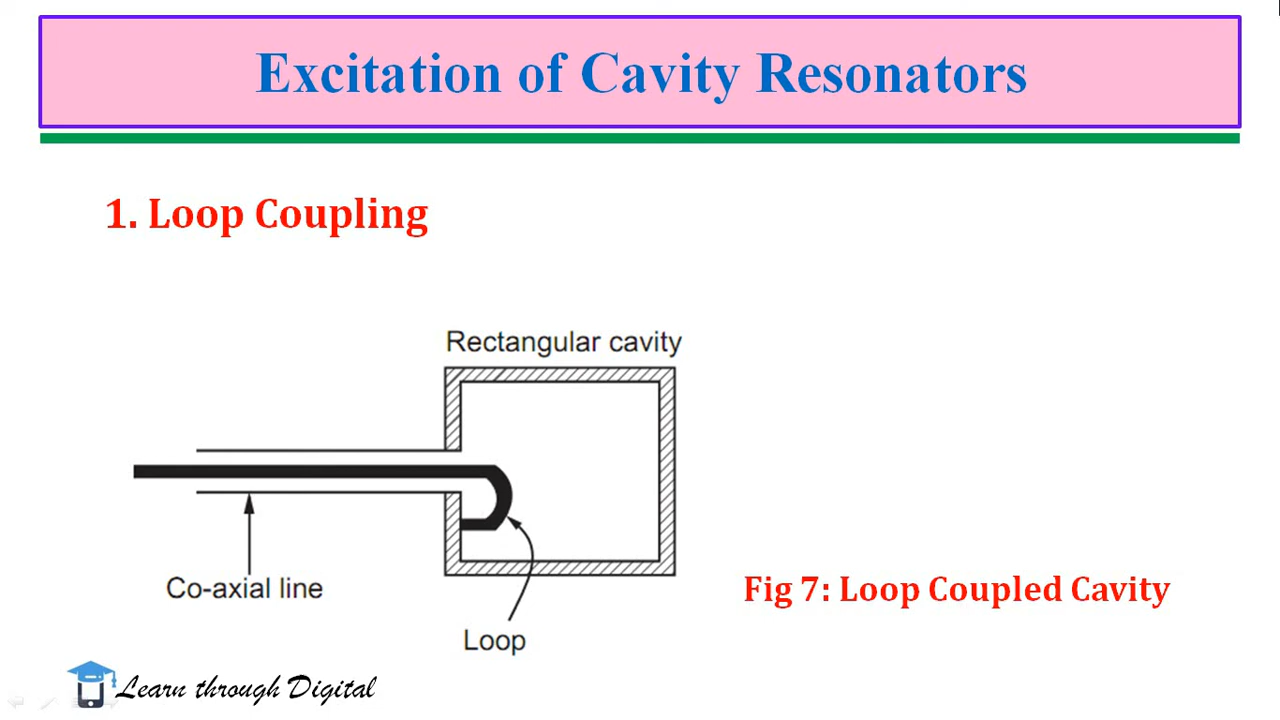 Excitation of Cavity Resonators
1. Loop Coupling
Rectangular cavity
Co-axial line
Loop
Fig 7: Loop Coupled Cavity
Learn through Digital